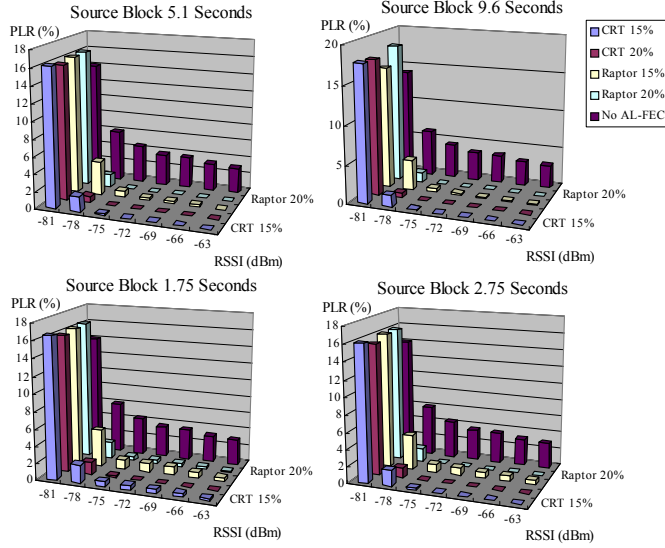 Source Block 5.1 Seconds
PLR (%)
18
16
14
12
10
8
6
4
2
0
-81
-78
-75
-72
-69
-66
-63
Raptor 20%
CRT 15%
RSSI (dBm)
Source Block 9.6 Seconds
PLR (%)
20
15
10
5
0
-81
-78
-75
-72
-69
-66
-63
Raptor 20%
CRT 15%
RSSI (dBm)
CRT 15%
CRT 20%
Raptor 15%
Raptor 20%
No AL-FEC
Source Block 1.75 Seconds
PLR (%)
18
16
14
12
10
8
6
4
2
0
-81
-78
-75
-72
-69
-66
-63
Raptor 20%
CRT 15%
RSSI (dBm)
Source Block 2.75 Seconds
PLR (%)
18
16
14
12
10
8
6
4
2
0
-81
-78
-75
-72
-69
-66
-63
Raptor 20%
CRT 15%
RSSI (dBm)